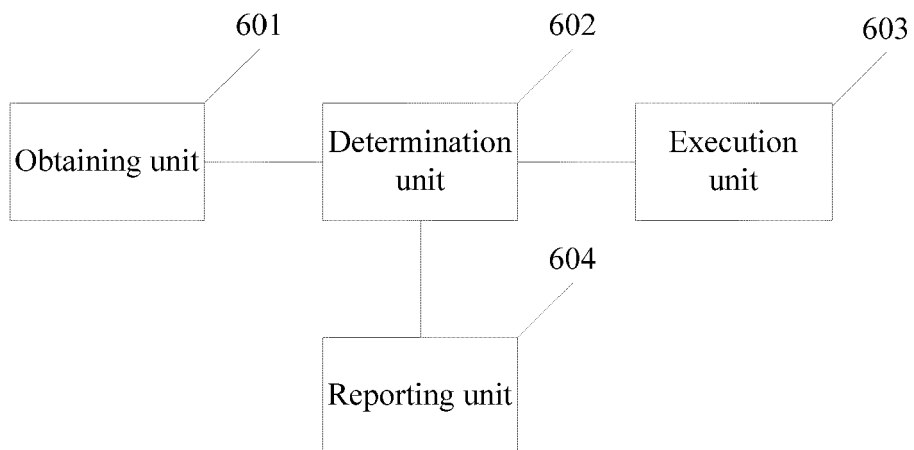 601
602
603
Obtaining unit
Determination
unit
Execution
unit
604
Reporting unit